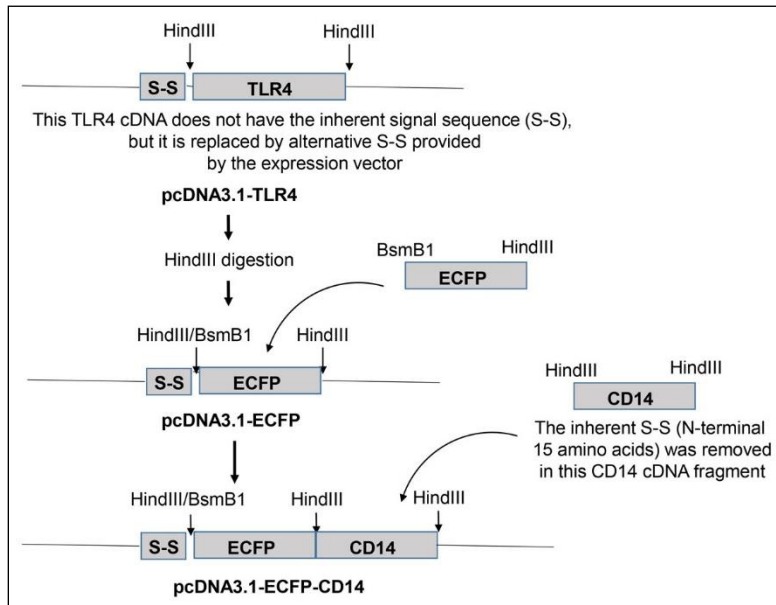 HindIII HindIII
S-S TLR4
This TLR4 cDNA does not have the inherent signal sequence (S-S),
but it is replaced by alternative S-S provided
by the expression vector
pcDNA3.1-TLR4
HindIII digestion
BsmB1 HindIII
ECFP
HindIII/BsmB1 HindIII
S-S ECFP
pcDNA3.1-ECFP
HindIII HindIII
CD14
The inherent S-S (N-terminal
15 amino acids) was removed
in this CD14 cDNA fragment
HindIII/BsmB1 HindIII HindIII
S-S ECFP CD14
pcDNA3.1-ECFP-CD14